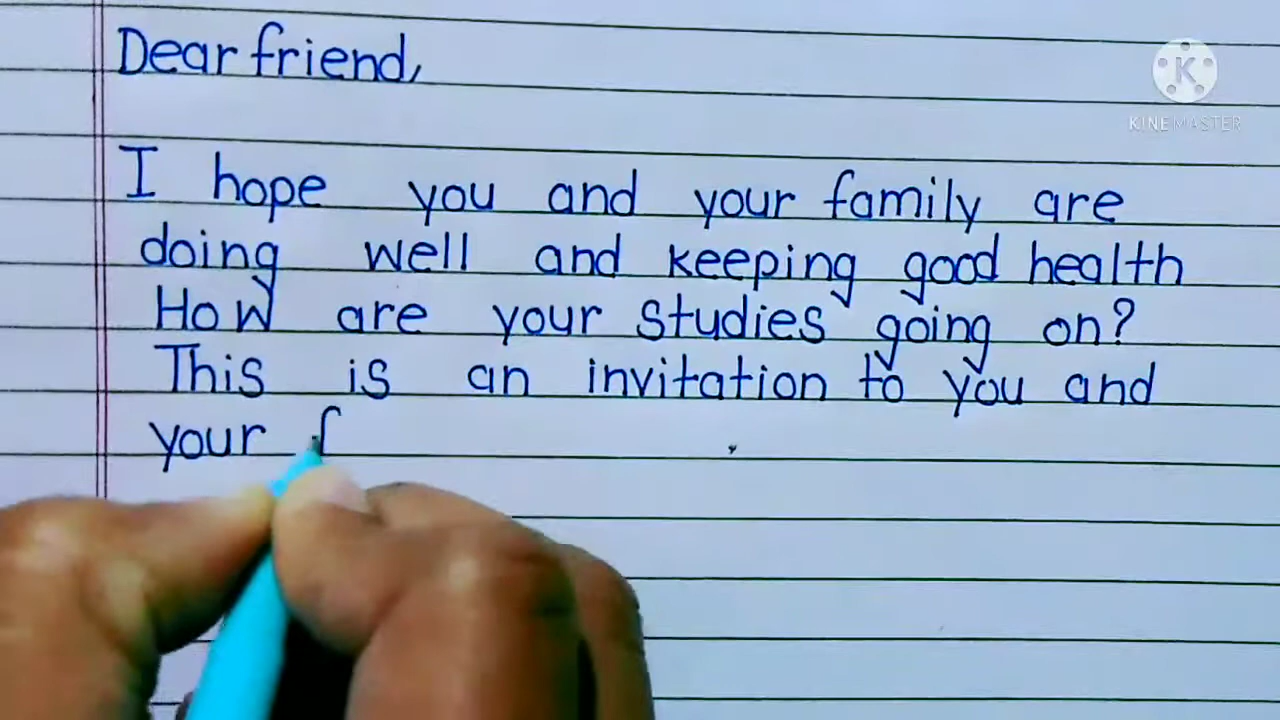 Dear friend,
I hope you and your family are
doing well and keeping good health
How are your studies going on?
This is an invitation to you and
your f
K
KINEMASTER